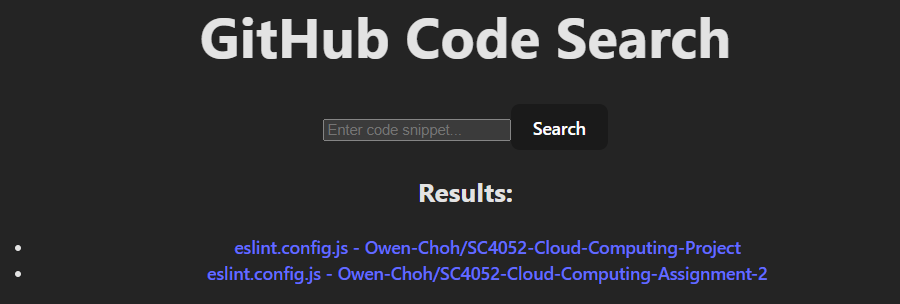 GitHub Code Search
Enter code snippet... Search
Results:
eslint.config.js - Owen-Choh/SC4052-Cloud-Computing-Project
eslint.config.js - Owen-Choh/SC4052-Cloud-Computing-Assignment-2